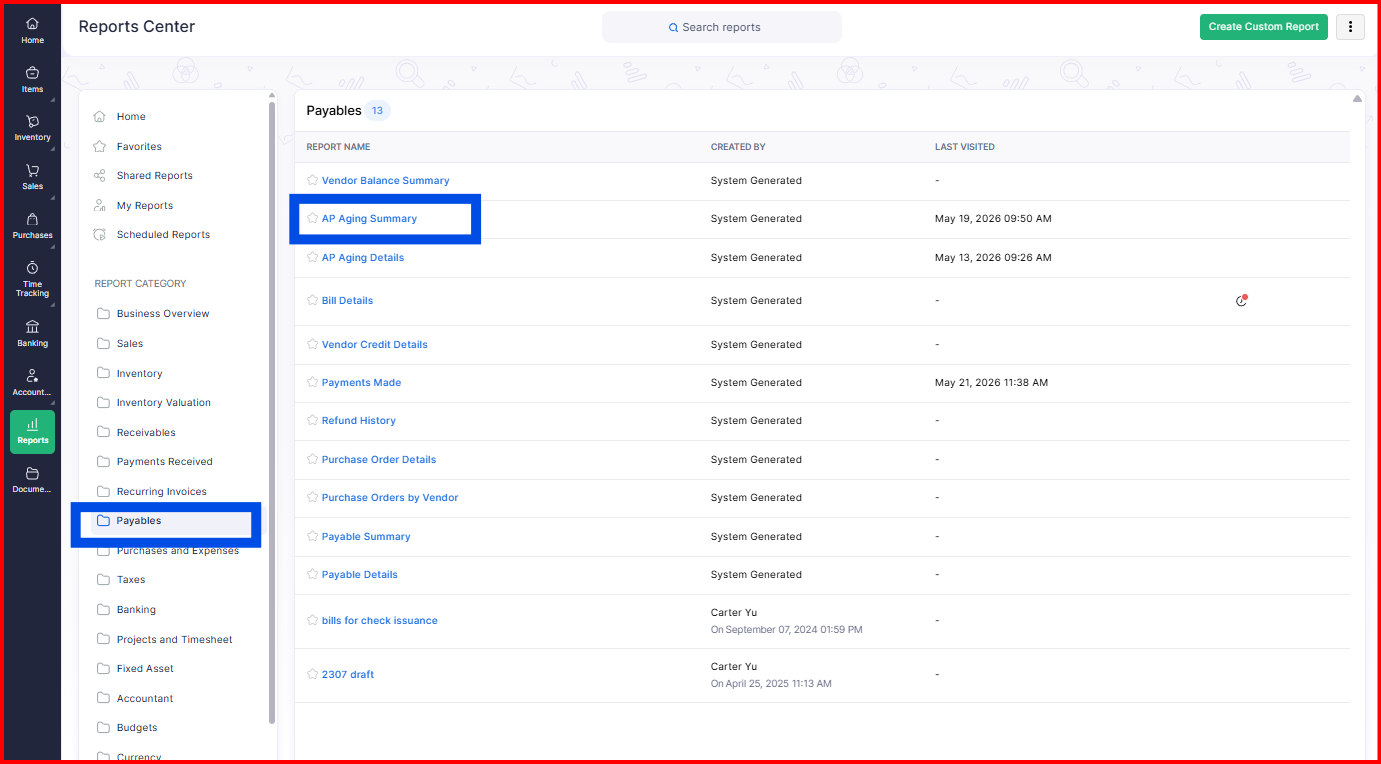 Home
Items
Inventory
Sales
Purchases
Time
Tracking
Banking
Account...
Reports
Docume...
Reports Center
Search reports
Create Custom Report
Home
Favorites
Shared Reports
My Reports
Scheduled Reports
REPORT CATEGORY
Business Overview
Sales
Inventory
Inventory Valuation
Receivables
Payments Received
Recurring Invoices
Payables
Purchases and Expenses
Taxes
Banking
Projects and Timesheet
Fixed Asset
Accountant
Budgets
Currency
Payables 13
REPORT NAME CREATED BY LAST VISITED
Vendor Balance Summary System Generated -
AP Aging Summary System Generated May 19, 2026 09:50 AM
AP Aging Details System Generated May 13, 2026 09:26 AM
Bill Details System Generated -
Vendor Credit Details System Generated -
Payments Made System Generated May 21, 2026 11:38 AM
Refund History System Generated -
Purchase Order Details System Generated -
Purchase Orders by Vendor System Generated -
Payable Summary System Generated -
Payable Details System Generated -
bills for check issuance Carter Yu -
On September 07, 2024 01:59 PM
2307 draft Carter Yu -
On April 25, 2025 11:13 AM